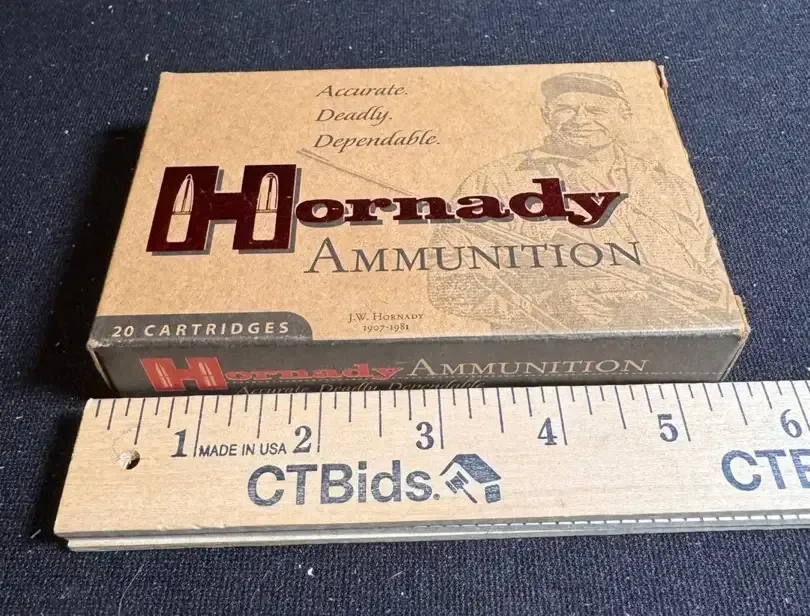 Accurate.
Deadly.
Dependable.
Hornady
AMMUNITION
J.W. HORNADY
1907-1981
20 CARTRIDGES
Hornady AMMUNITION
Accurate. Deadly. Dependable.
1 MADE IN USA 2 3 4 5 6
CTBids. CTB